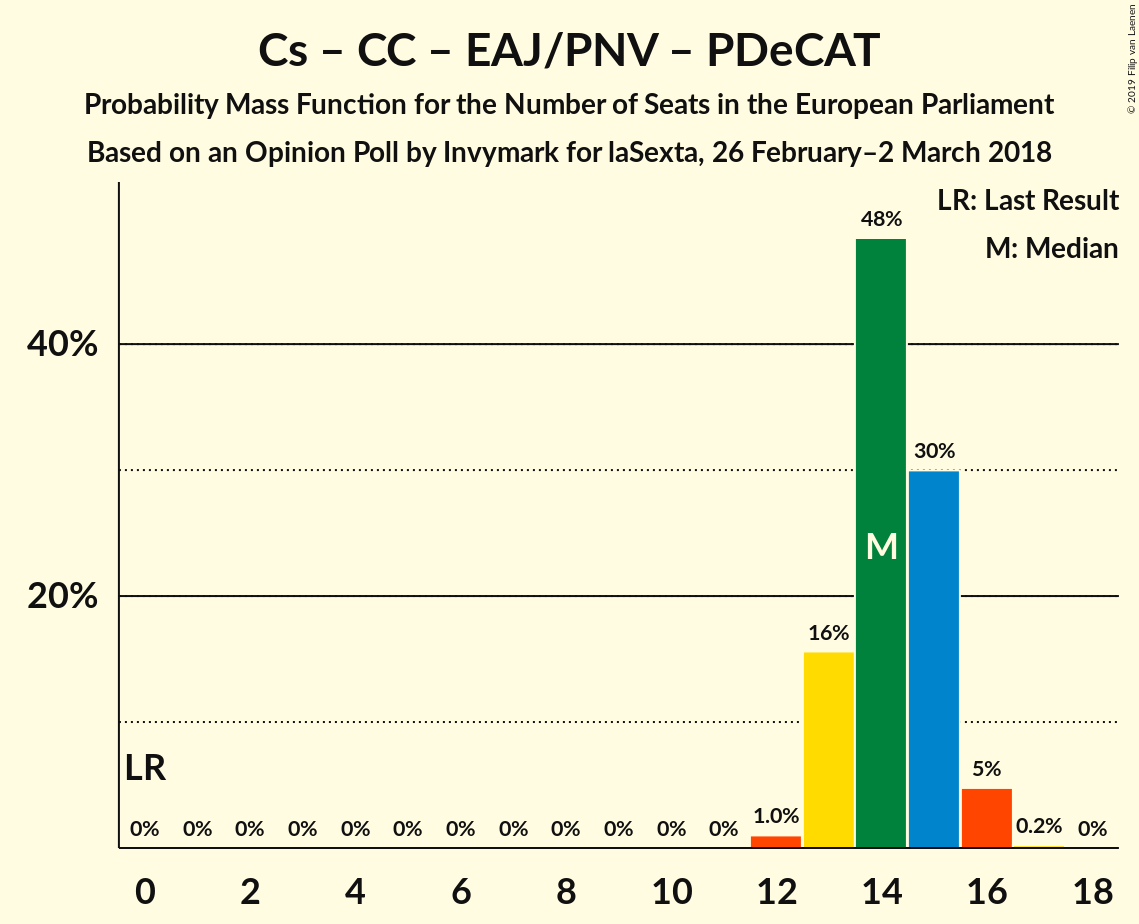 Cs – CC – EAJ/PNV – PDeCAT
Probability Mass Function for the Number of Seats in the European Parliament
Based on an Opinion Poll by Invymark for laSexta, 26 February–2 March 2018
© 2019 Filip van Laenen
LR: Last Result
M: Median
48%
40%
30%
M
20%
16%
LR
5%
0% 0% 0% 0% 0% 0% 0% 0% 0% 0% 0% 0% 1.0% 0.2% 0%
0 2 4 6 8 10 12 14 16 18